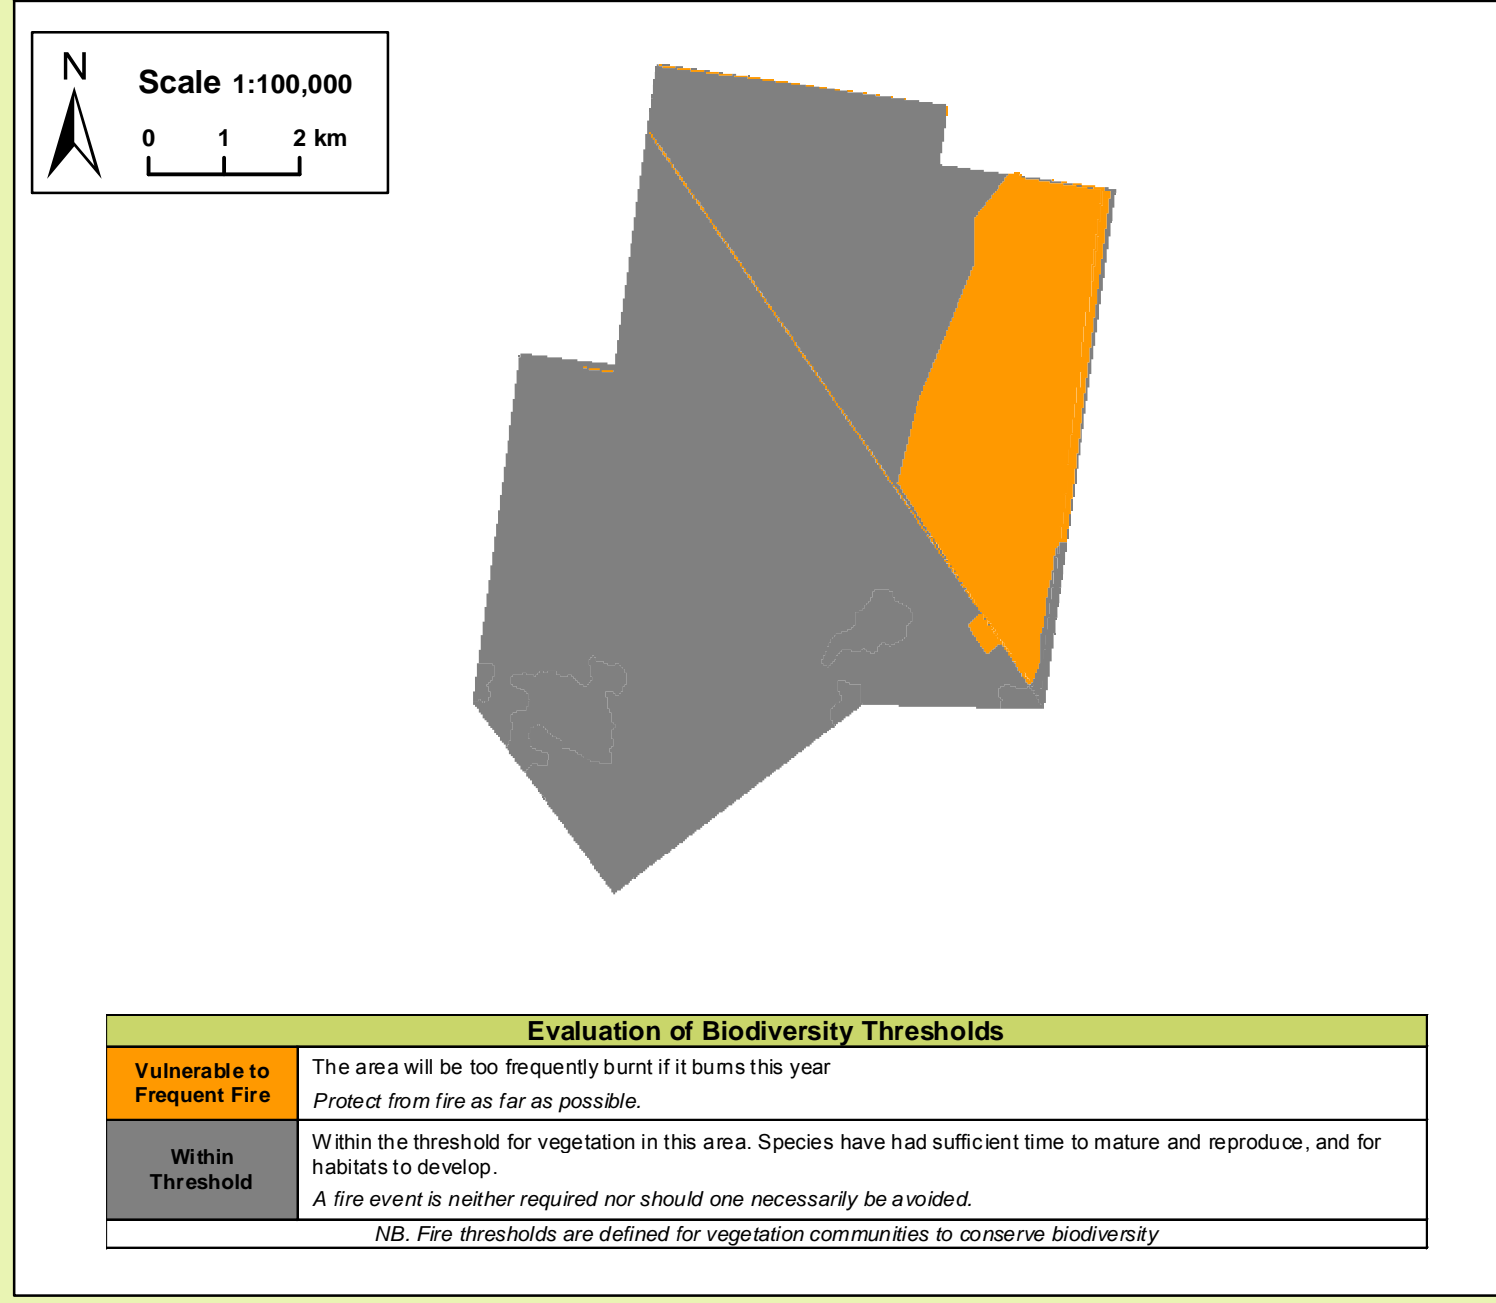 N
Scale 1:100,000
0 1 2 km
Evaluation of Biodiversity Thresholds
Vulnerable to
Frequent Fire
The area will be too frequently burnt if it burns this year
Protect from fire as far as possible.
Within
Threshold
Within the threshold for vegetation in this area. Species have had sufficient time to mature and reproduce, and for
habitats to develop.
A fire event is neither required nor should one necessarily be avoided.
NB. Fire thresholds are defined for vegetation communities to conserve biodiversity